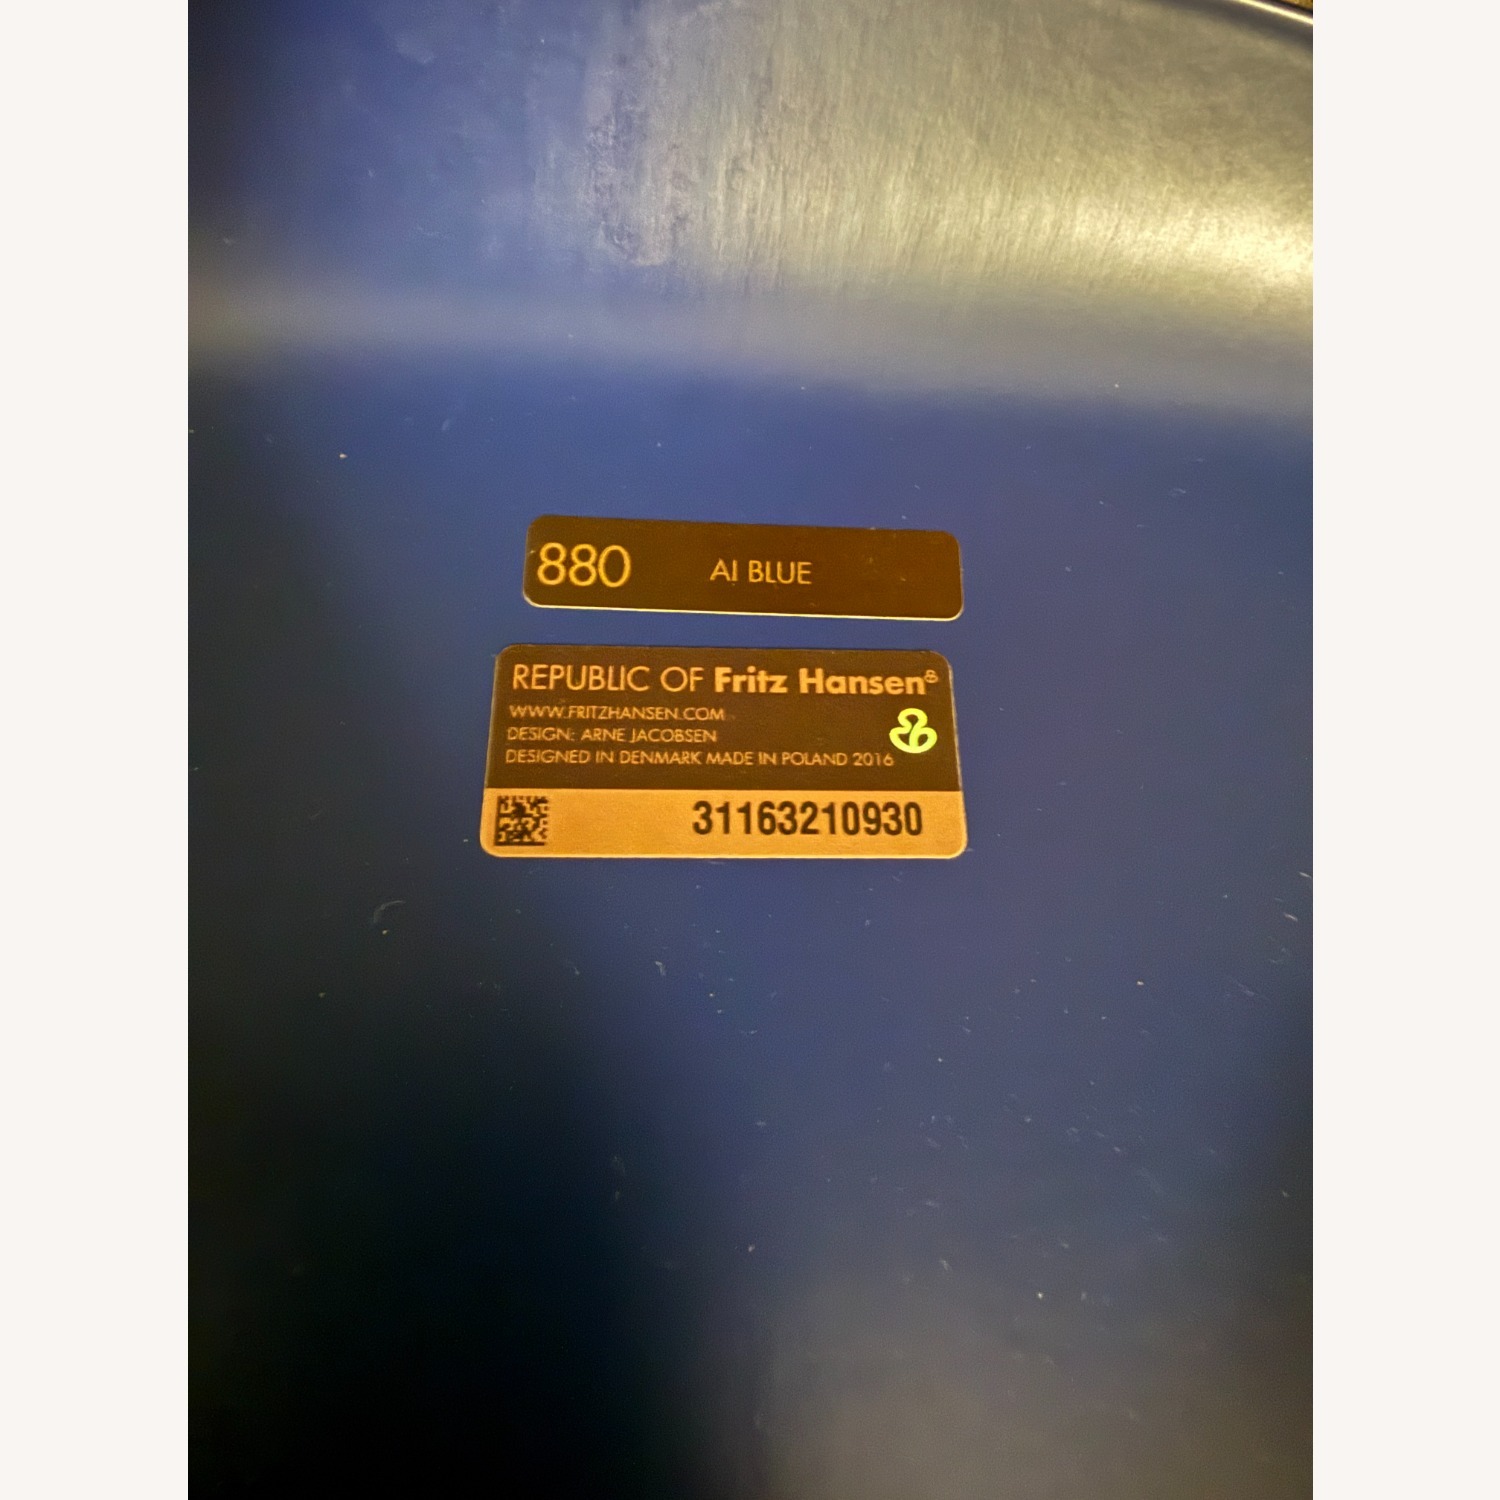 880 AI BLUE
REPUBLIC OF Fritz Hansen®
WWW.FRITZHANSEN.COM
DESIGN: ARNE JACOBSEN
DESIGNED IN DENMARK MADE IN POLAND 2016
31163210930